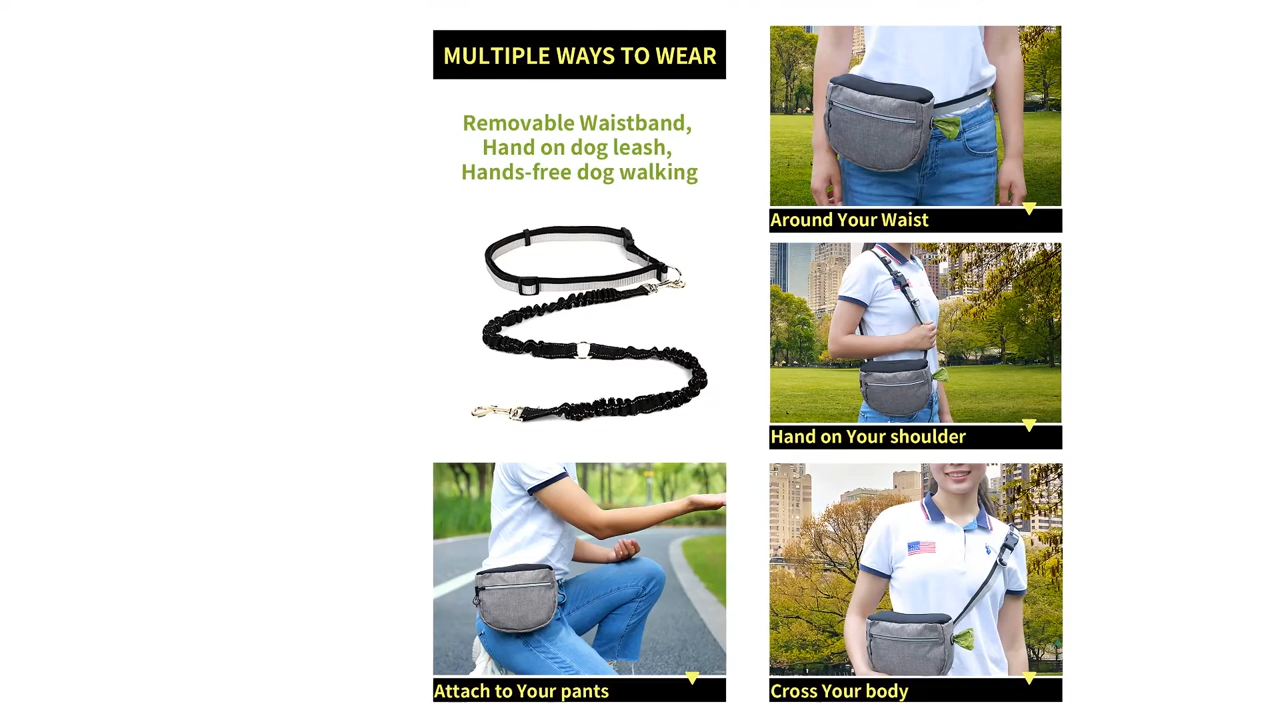 MULTIPLE WAYS TO WEAR
Removable Waistband,
Hand on dog leash,
Hands-free dog walking
Around Your Waist
Hand on Your shoulder
Attach to Your pants
Cross Your body